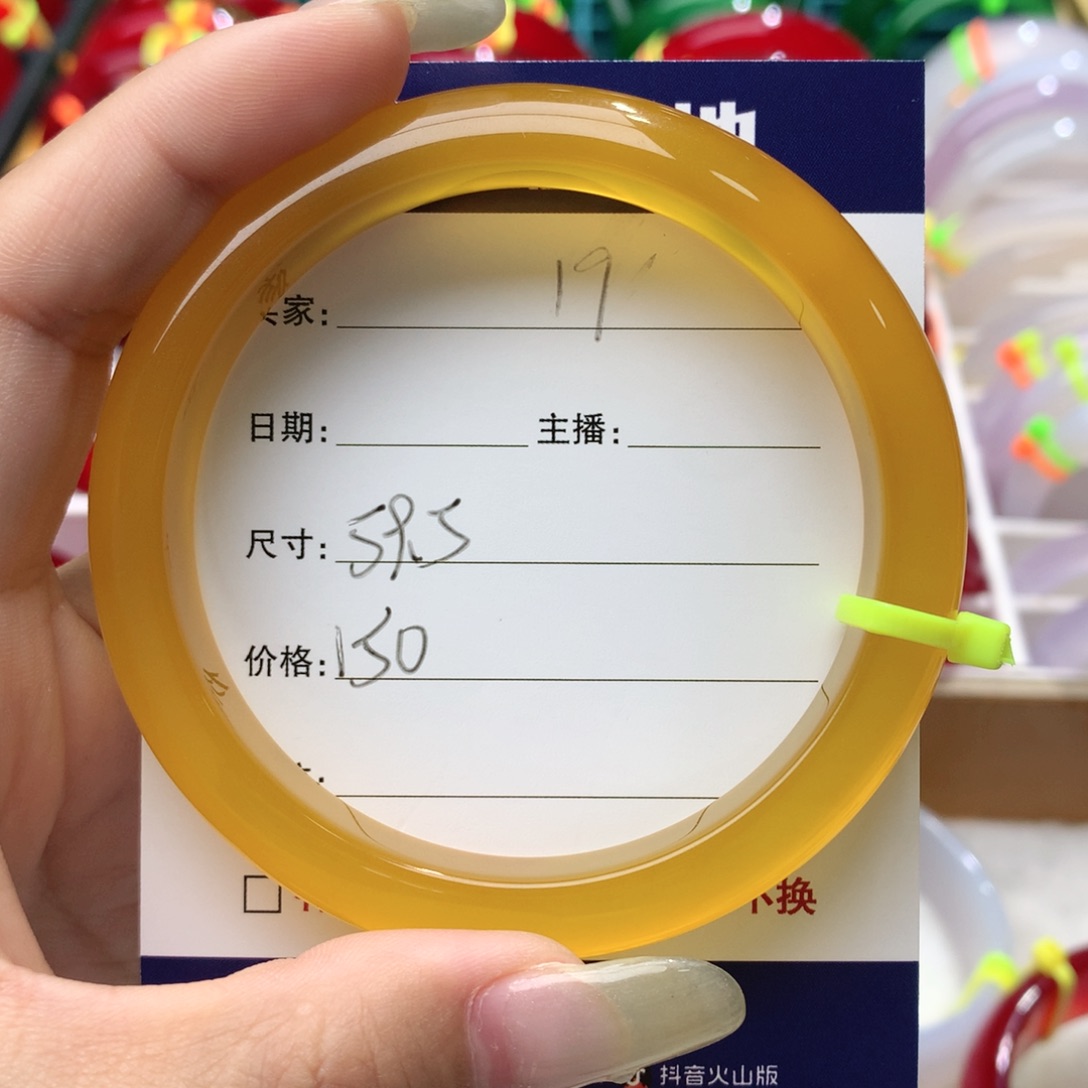 家: 19
日期: 主播:
尺寸: 59.5
价格: 150
不换
抖音火山版